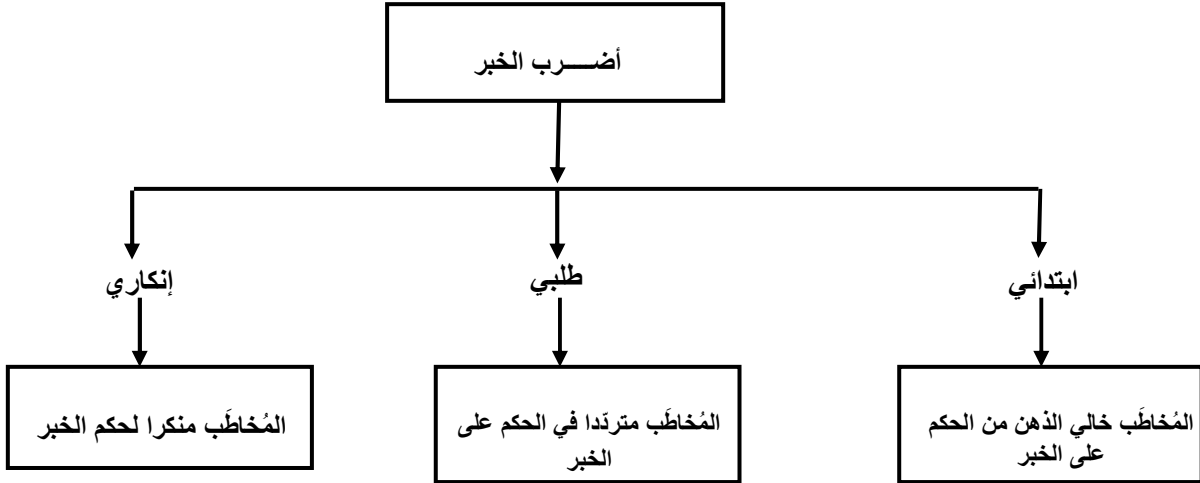 أضـــرب الخبر
ابتدائي
طلبي
إنكاري
المُخاطَب خالي الذهن من الحكم
على الخبر
المُخاطَب متردّدا في الحكم على
الخبر
المُخاطَب منكرا لحكم الخبر